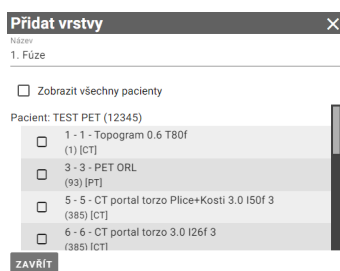 Přidat vrstvy
Název
1. Fúze
Zobrazit všechny pacienty
Pacient: TEST PET (12345)
1 - 1 - Topogram 0.6 T80f
(1) [CT]
3 - 3 - PET ORL
(93) [PT]
5 - 5 - CT portal torzo Plice+Kosti 3.0 I50f 3
(385) [CT]
6 - 6 - CT portal torzo 3.0 I26f 3
(385) [CT]
ZAVŘÍT